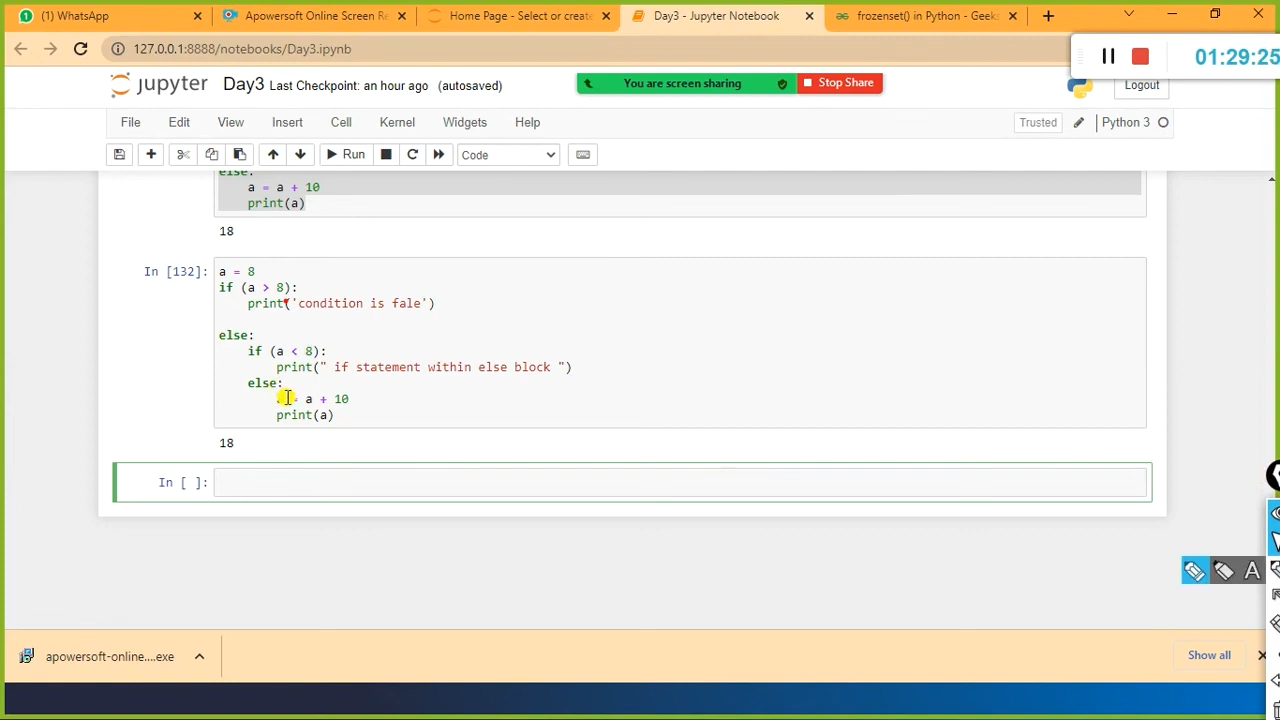 (1) WhatsApp
Apowersoft Online Screen Re
Home Page - Select or create
Day3 - Jupyter Notebook
frozenset() in Python - Geeks
127.0.0.1:8888/notebooks/Day3.ipynb
01:29:25
jupyter Day3 Last Checkpoint: an hour ago (autosaved)
You are screen sharing
Stop Share
Logout
File Edit View Insert Cell Kernel Widgets Help
Trusted
Python 3
Run
Code
else:
a = a + 10
print(a)
18
In [132]:
a = 8
if (a > 8):
print('condition is fale')
else:
if (a < 8):
print(" if statement within else block ")
else:
= a + 10
print(a)
18
In [ ]:
A
apowersoft-online....exe
Show all